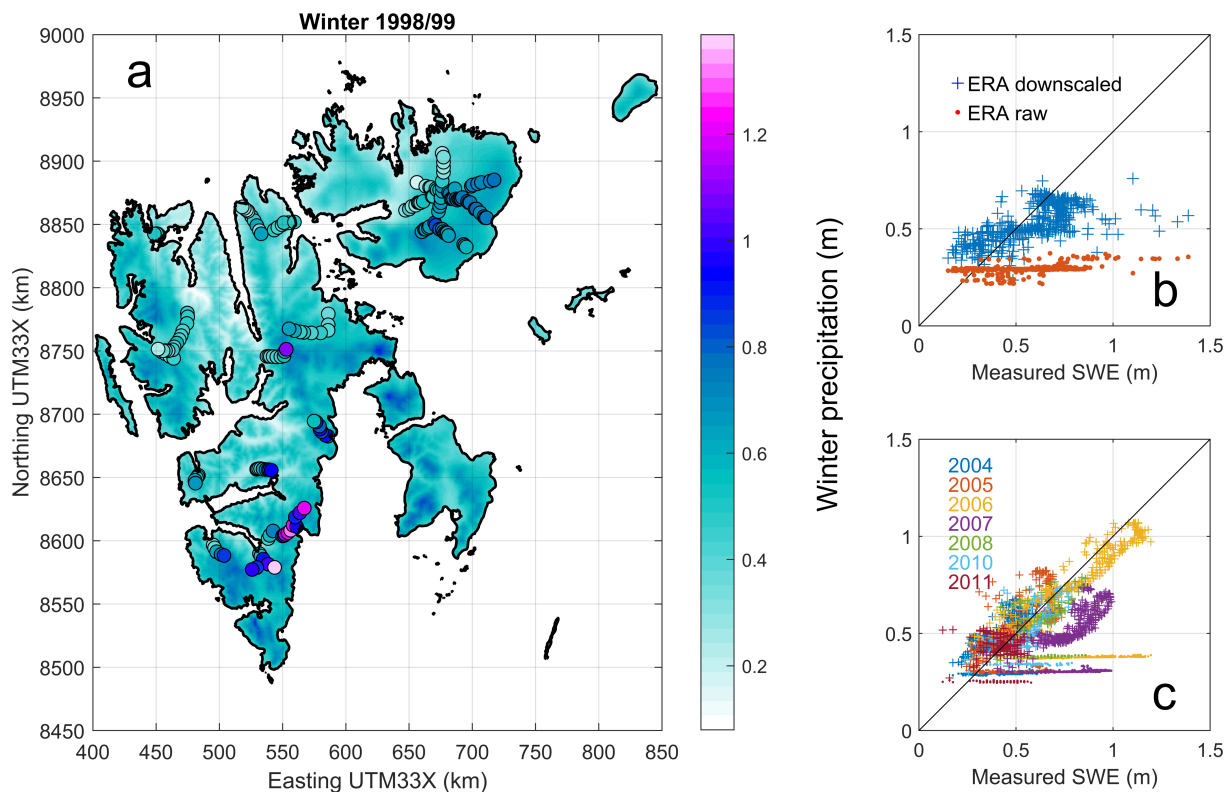 Winter 1998/99
a
9000
8950
8900
8850
8800
8750
8700
8650
8600
8550
8500
8450
Northing UTM33X (km)
400 450 500 550 600 650 700 750 800 850
Easting UTM33X (km)
1.2
1
0.8
0.6
0.4
0.2
Winter precipitation (m)
1.5
1
0.5
0
ERA downscaled
ERA raw
b
0 0.5 1 1.5
Measured SWE (m)
1.5
1
0.5
0
2004
2005
2006
2007
2008
2010
2011
c
0 0.5 1 1.5
Measured SWE (m)